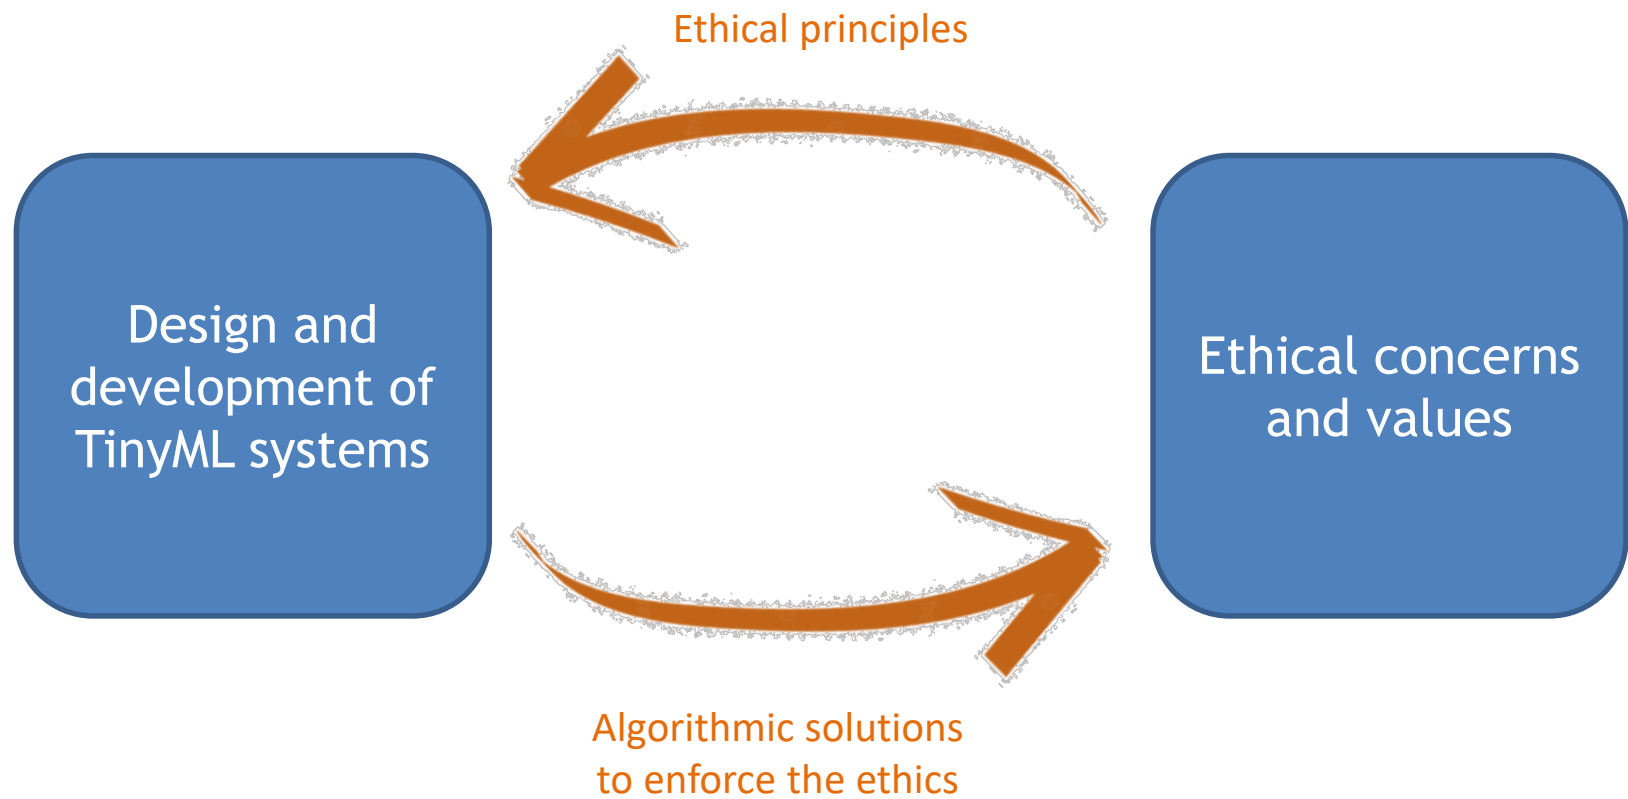 Ethical principles
Design and
development of
TinyML systems
Ethical concerns
and values
Algorithmic solutions
to enforce the ethics